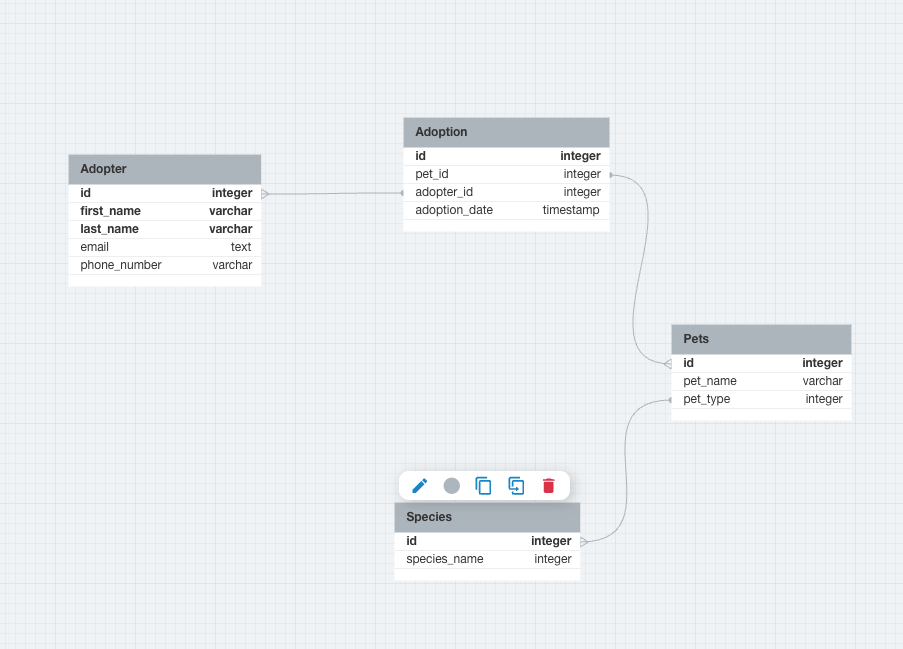 Adopter
id integer
first_name varchar
last_name varchar
email text
phone_number varchar
Adoption
id integer
pet_id integer
adopter_id integer
adoption_date timestamp
Pets
id integer
pet_name varchar
pet_type integer
Species
id integer
species_name integer